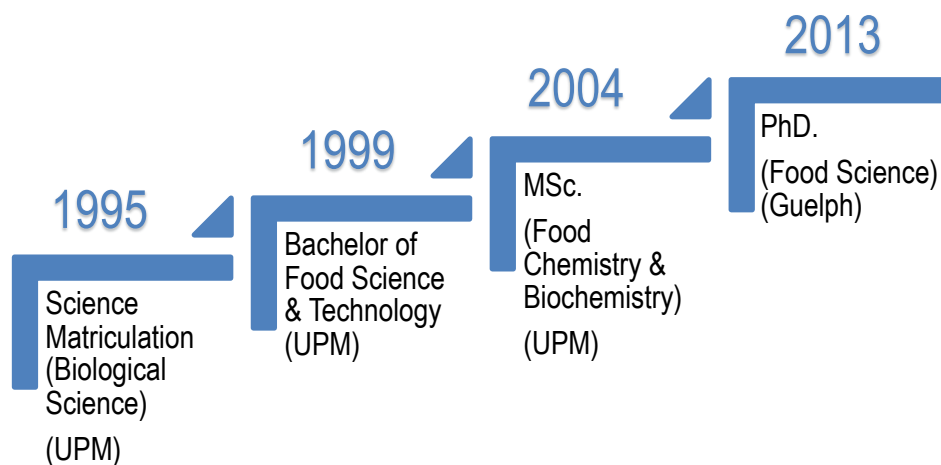 1995
Science
Matriculation
(Biological
Science)
(UPM)
1999
Bachelor of
Food Science
& Technology
(UPM)
2004
MSc.
(Food
Chemistry &
Biochemistry)
(UPM)
2013
PhD.
(Food Science)
(Guelph)